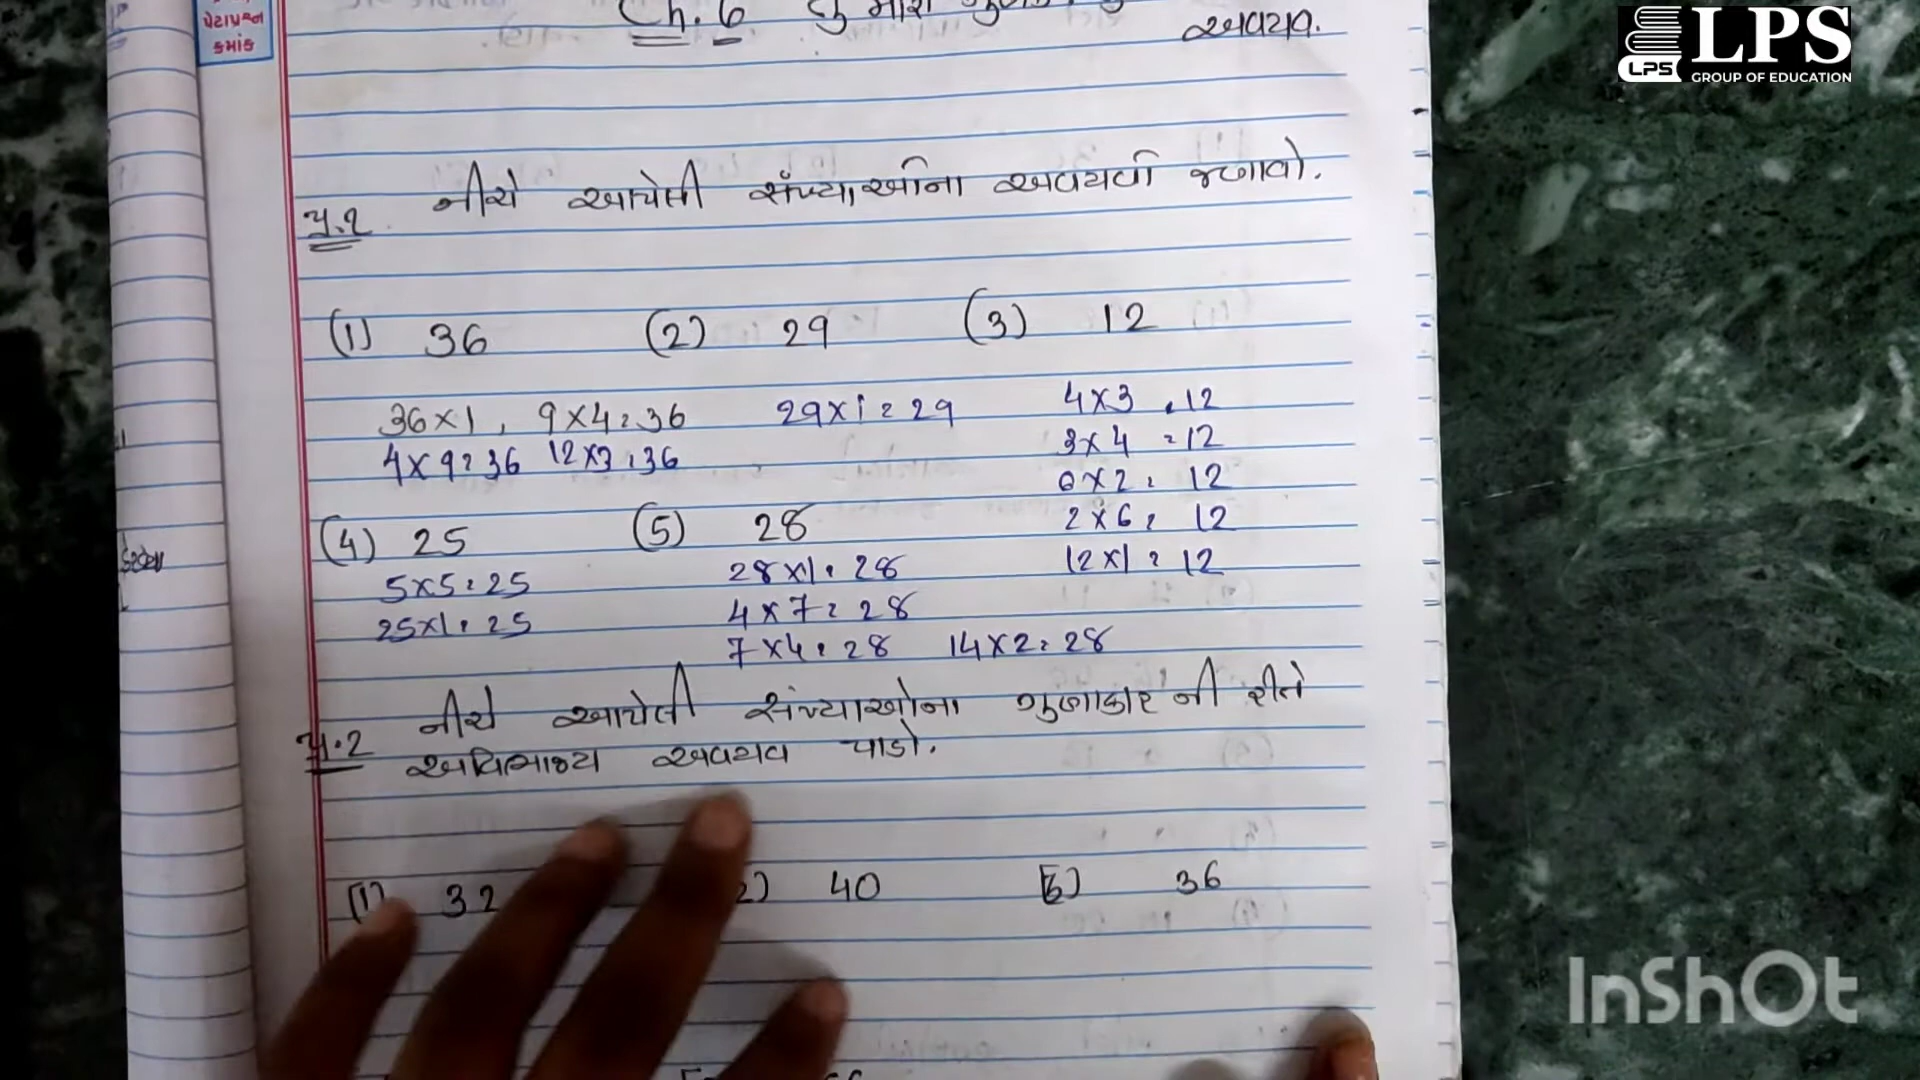 પેટાપ્રશ્ન
ક્રમાંક
Ch. 6
અવયવ.
LPS
LPS
GROUP OF EDUCATION
પ્ર.૧ નીચે આપેલી સંખ્યાઓના અવયવો જણાવો.
(1) 36 (2) 29 (3) 12
36×1, 9×4=36 29×1=29 4×3=12
4×9=36 12×3=36 3×4=12
6×2=12
(4) 25 (5) 28 2×6=12
5×5=25 28×1=28 12×1=12
25×1=25 4×7=28
7×4=28 14×2=28
પ્ર.2 નીચે આપેલી સંખ્યાઓના ગુણાકાર ની રીતે
અવિભાજ્ય અવયવ પાડો.
(1) 32 2) 40 36
InShOt